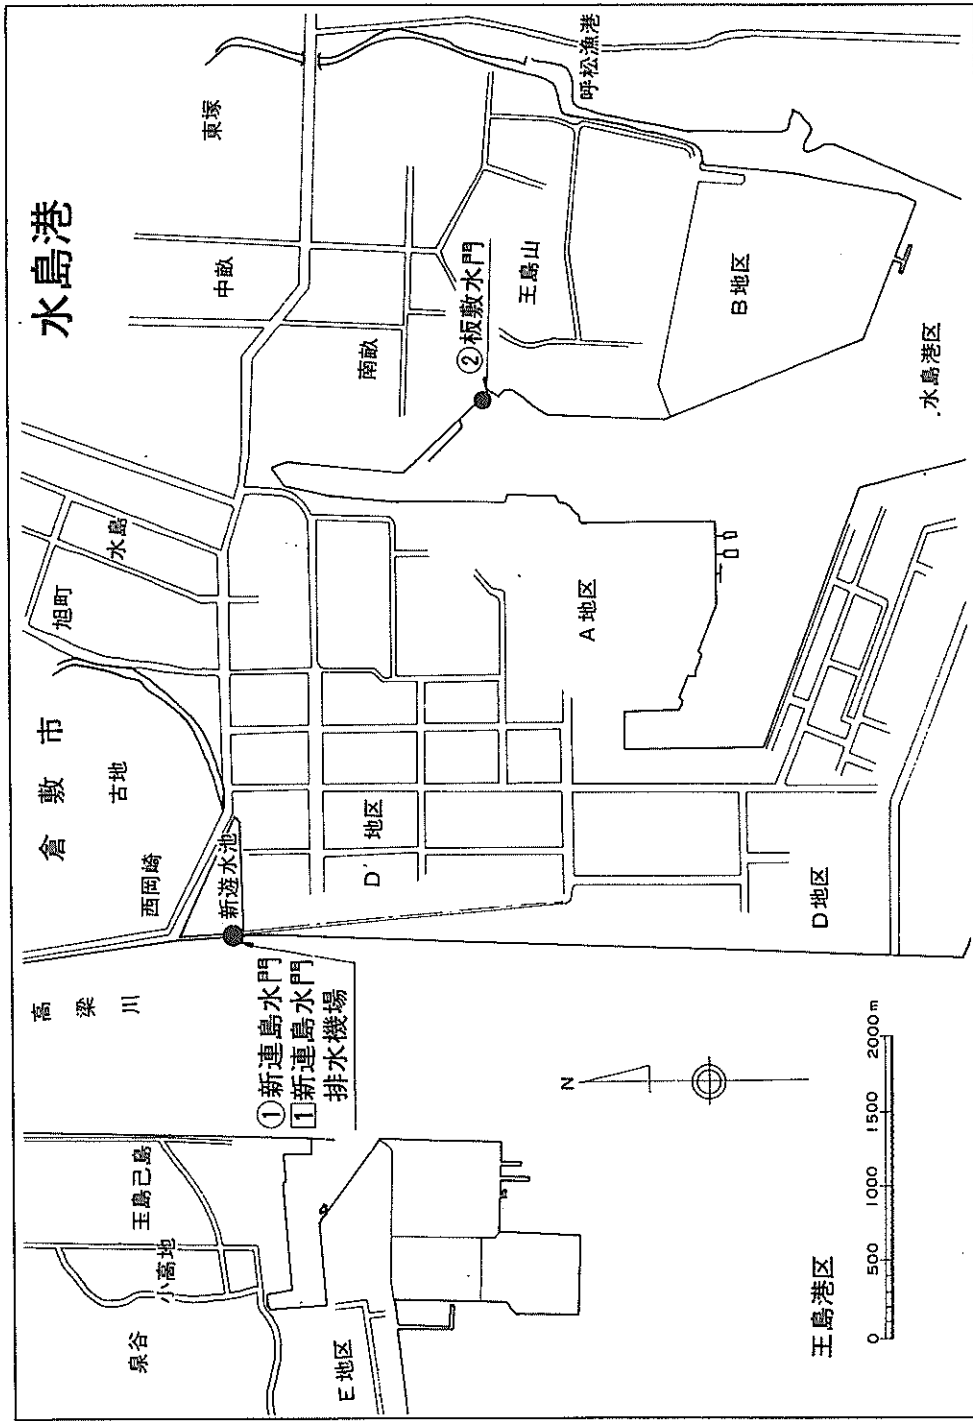 水島港
倉敷市
高梁川
西岡崎
古地
旭町
水島
中畝
東塚
南畝
新遊水池
①新連島水門
1新連島水門
排水機場
②板敷水門
王島山
呼松漁港
D'地区
A地区
B地区
D地区
E地区
水島港区
玉島港区
玉島己島
小高地
泉谷
N
0 500 1000 1500 2000m